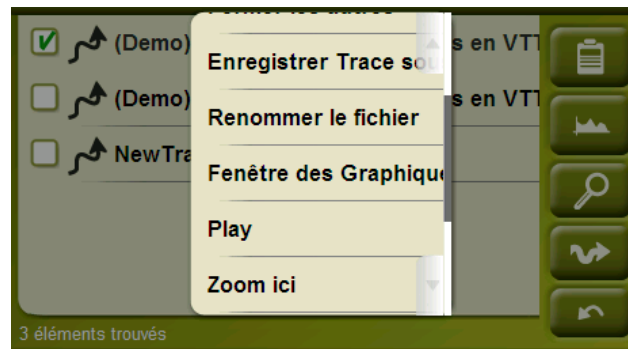 (Demo)
s en VTT
(Demo)
s en VTT
NewTra
Enregistrer Trace sou
Renommer le fichier
Fenêtre des Graphique
Play
Zoom ici
3 éléments trouvés